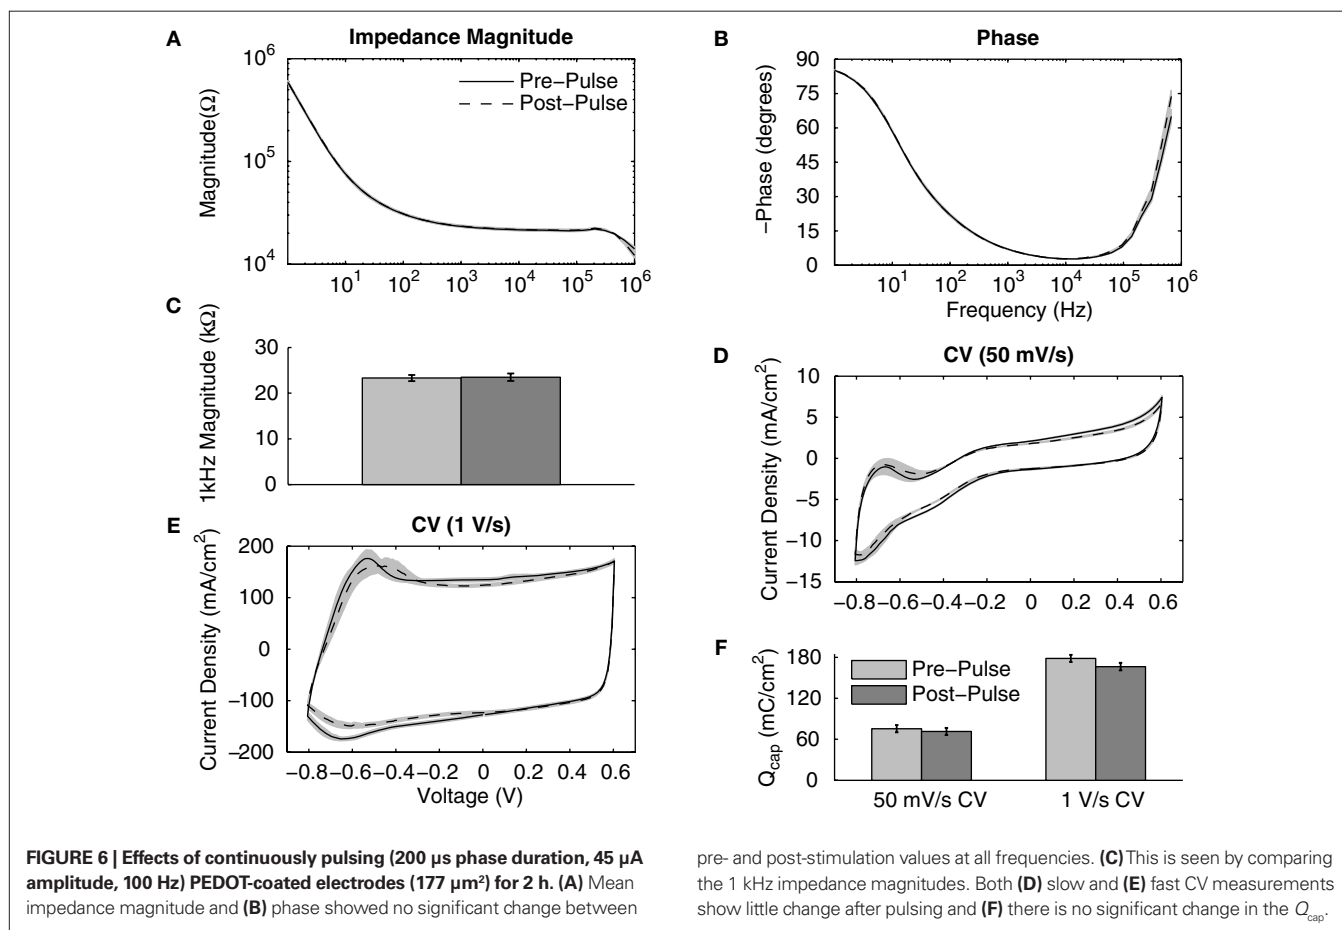 A
Impedance Magnitude
Magnitude(Ω)
10^6
10^5
10^4
Pre–Pulse
Post–Pulse
10^1 10^2 10^3 10^4 10^5 10^6
B
Phase
–Phase (degrees)
90
75
60
45
30
15
0
10^1 10^2 10^3 10^4 10^5 10^6
Frequency (Hz)
C
1kHz Magnitude (kΩ)
30
20
10
0
D
CV (50 mV/s)
Current Density (mA/cm²)
10
5
0
−5
−10
−15
−0.8 −0.6 −0.4 −0.2 0 0.2 0.4 0.6
E
CV (1 V/s)
Current Density (mA/cm²)
200
100
0
−100
−200
−0.8 −0.6 −0.4 −0.2 0 0.2 0.4 0.6
Voltage (V)
F
Q_cap (mC/cm²)
180
120
60
0
Pre–Pulse
Post–Pulse
50 mV/s CV 1 V/s CV
FIGURE 6 | Effects of continuously pulsing (200 μs phase duration, 45 μA
amplitude, 100 Hz) PEDOT-coated electrodes (177 μm²) for 2 h. (A) Mean
impedance magnitude and (B) phase showed no significant change between
pre- and post-stimulation values at all frequencies. (C) This is seen by comparing
the 1 kHz impedance magnitudes. Both (D) slow and (E) fast CV measurements
show little change after pulsing and (F) there is no significant change in the Q_cap.